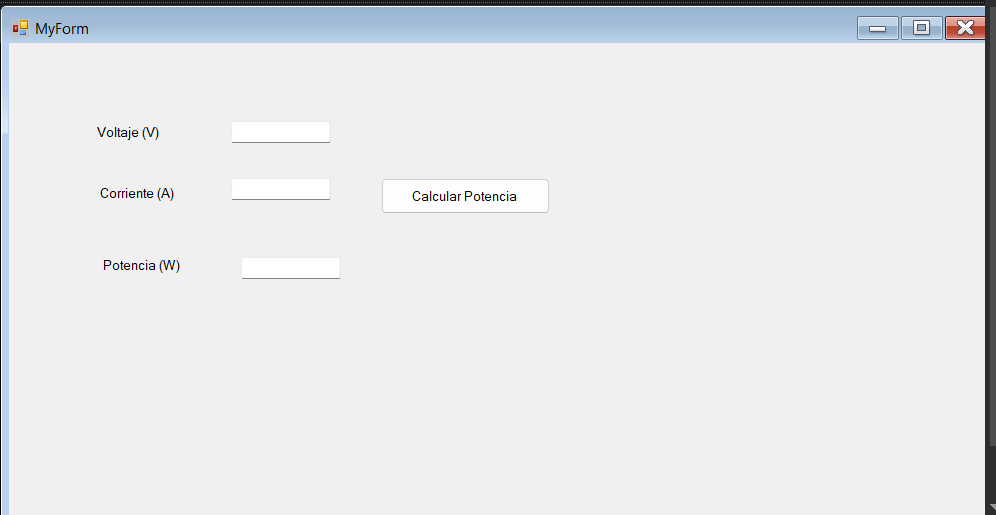 MyForm
Voltaje (V)
Corriente (A)
Calcular Potencia
Potencia (W)